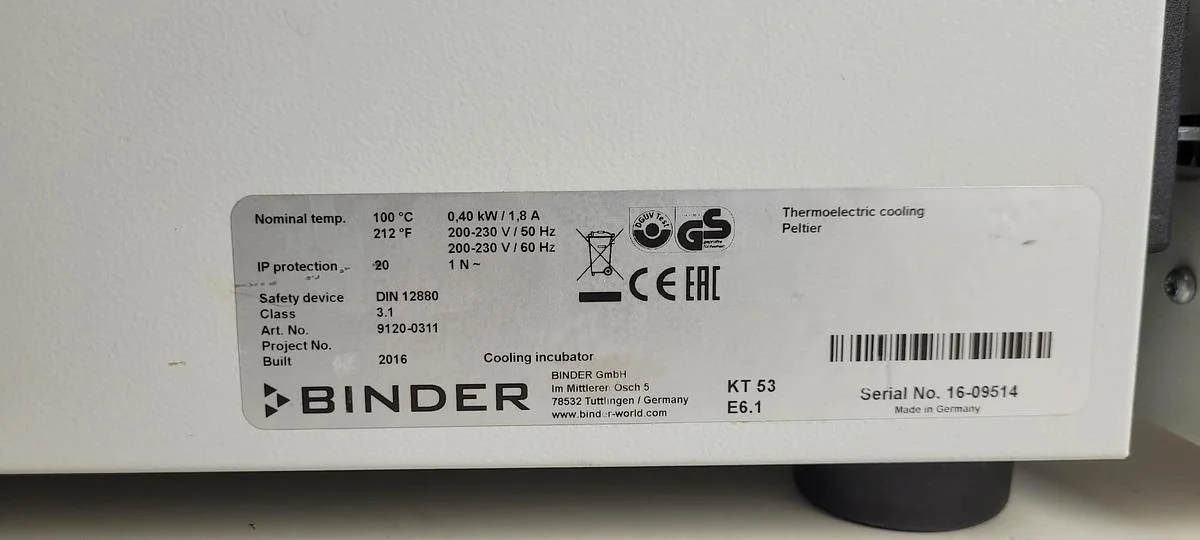 Nominal temp. 100 °C 0,40 kW / 1,8 A
212 °F 200-230 V / 50 Hz
200-230 V / 60 Hz
IP protection 20 1 N ~
Safety device DIN 12880
Class 3.1
Art. No. 9120-0311
Project No.
Built 2016
Cooling incubator
BINDER
BINDER GmbH
Im Mittleren Ösch 5
78532 Tuttlingen / Germany
www.binder-world.com
KT 53
E6.1
DGUV Test
GS
CE EAC
Thermoelectric cooling
Peltier
Serial No. 16-09514
Made in Germany